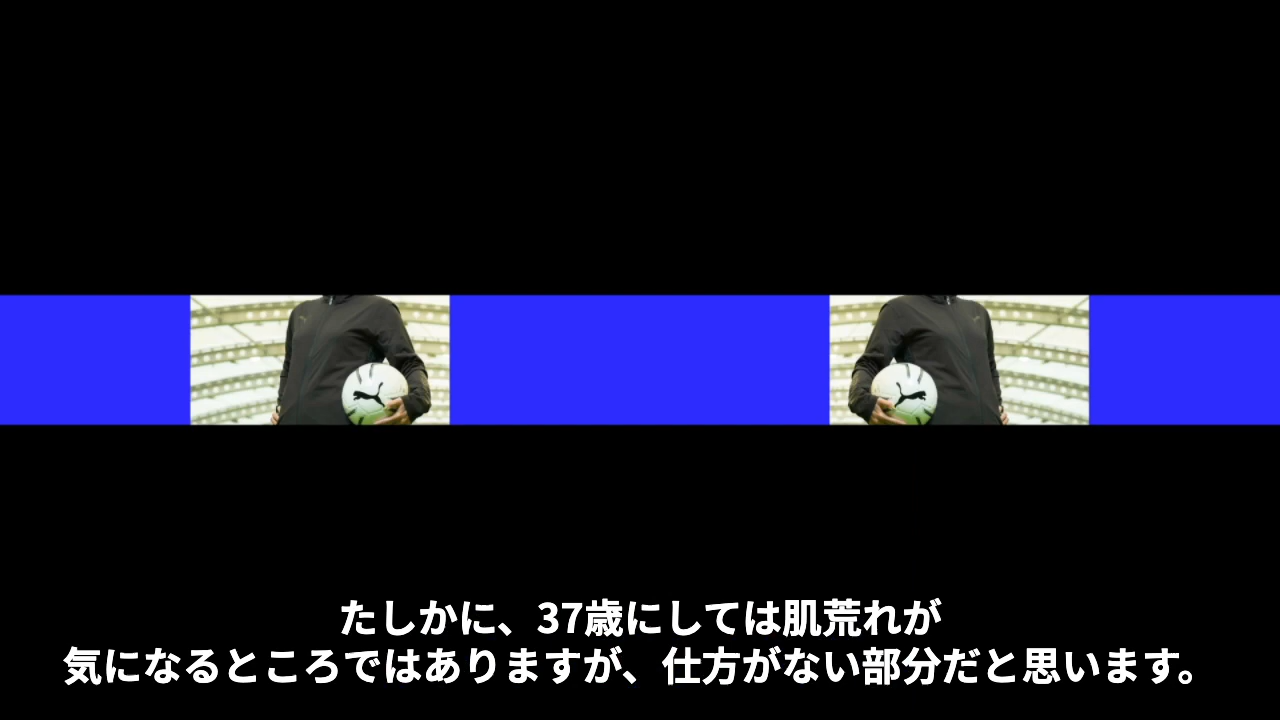 たしかに、37歳にしては肌荒れが
気になるところではありますが、仕方がない部分だと思います。